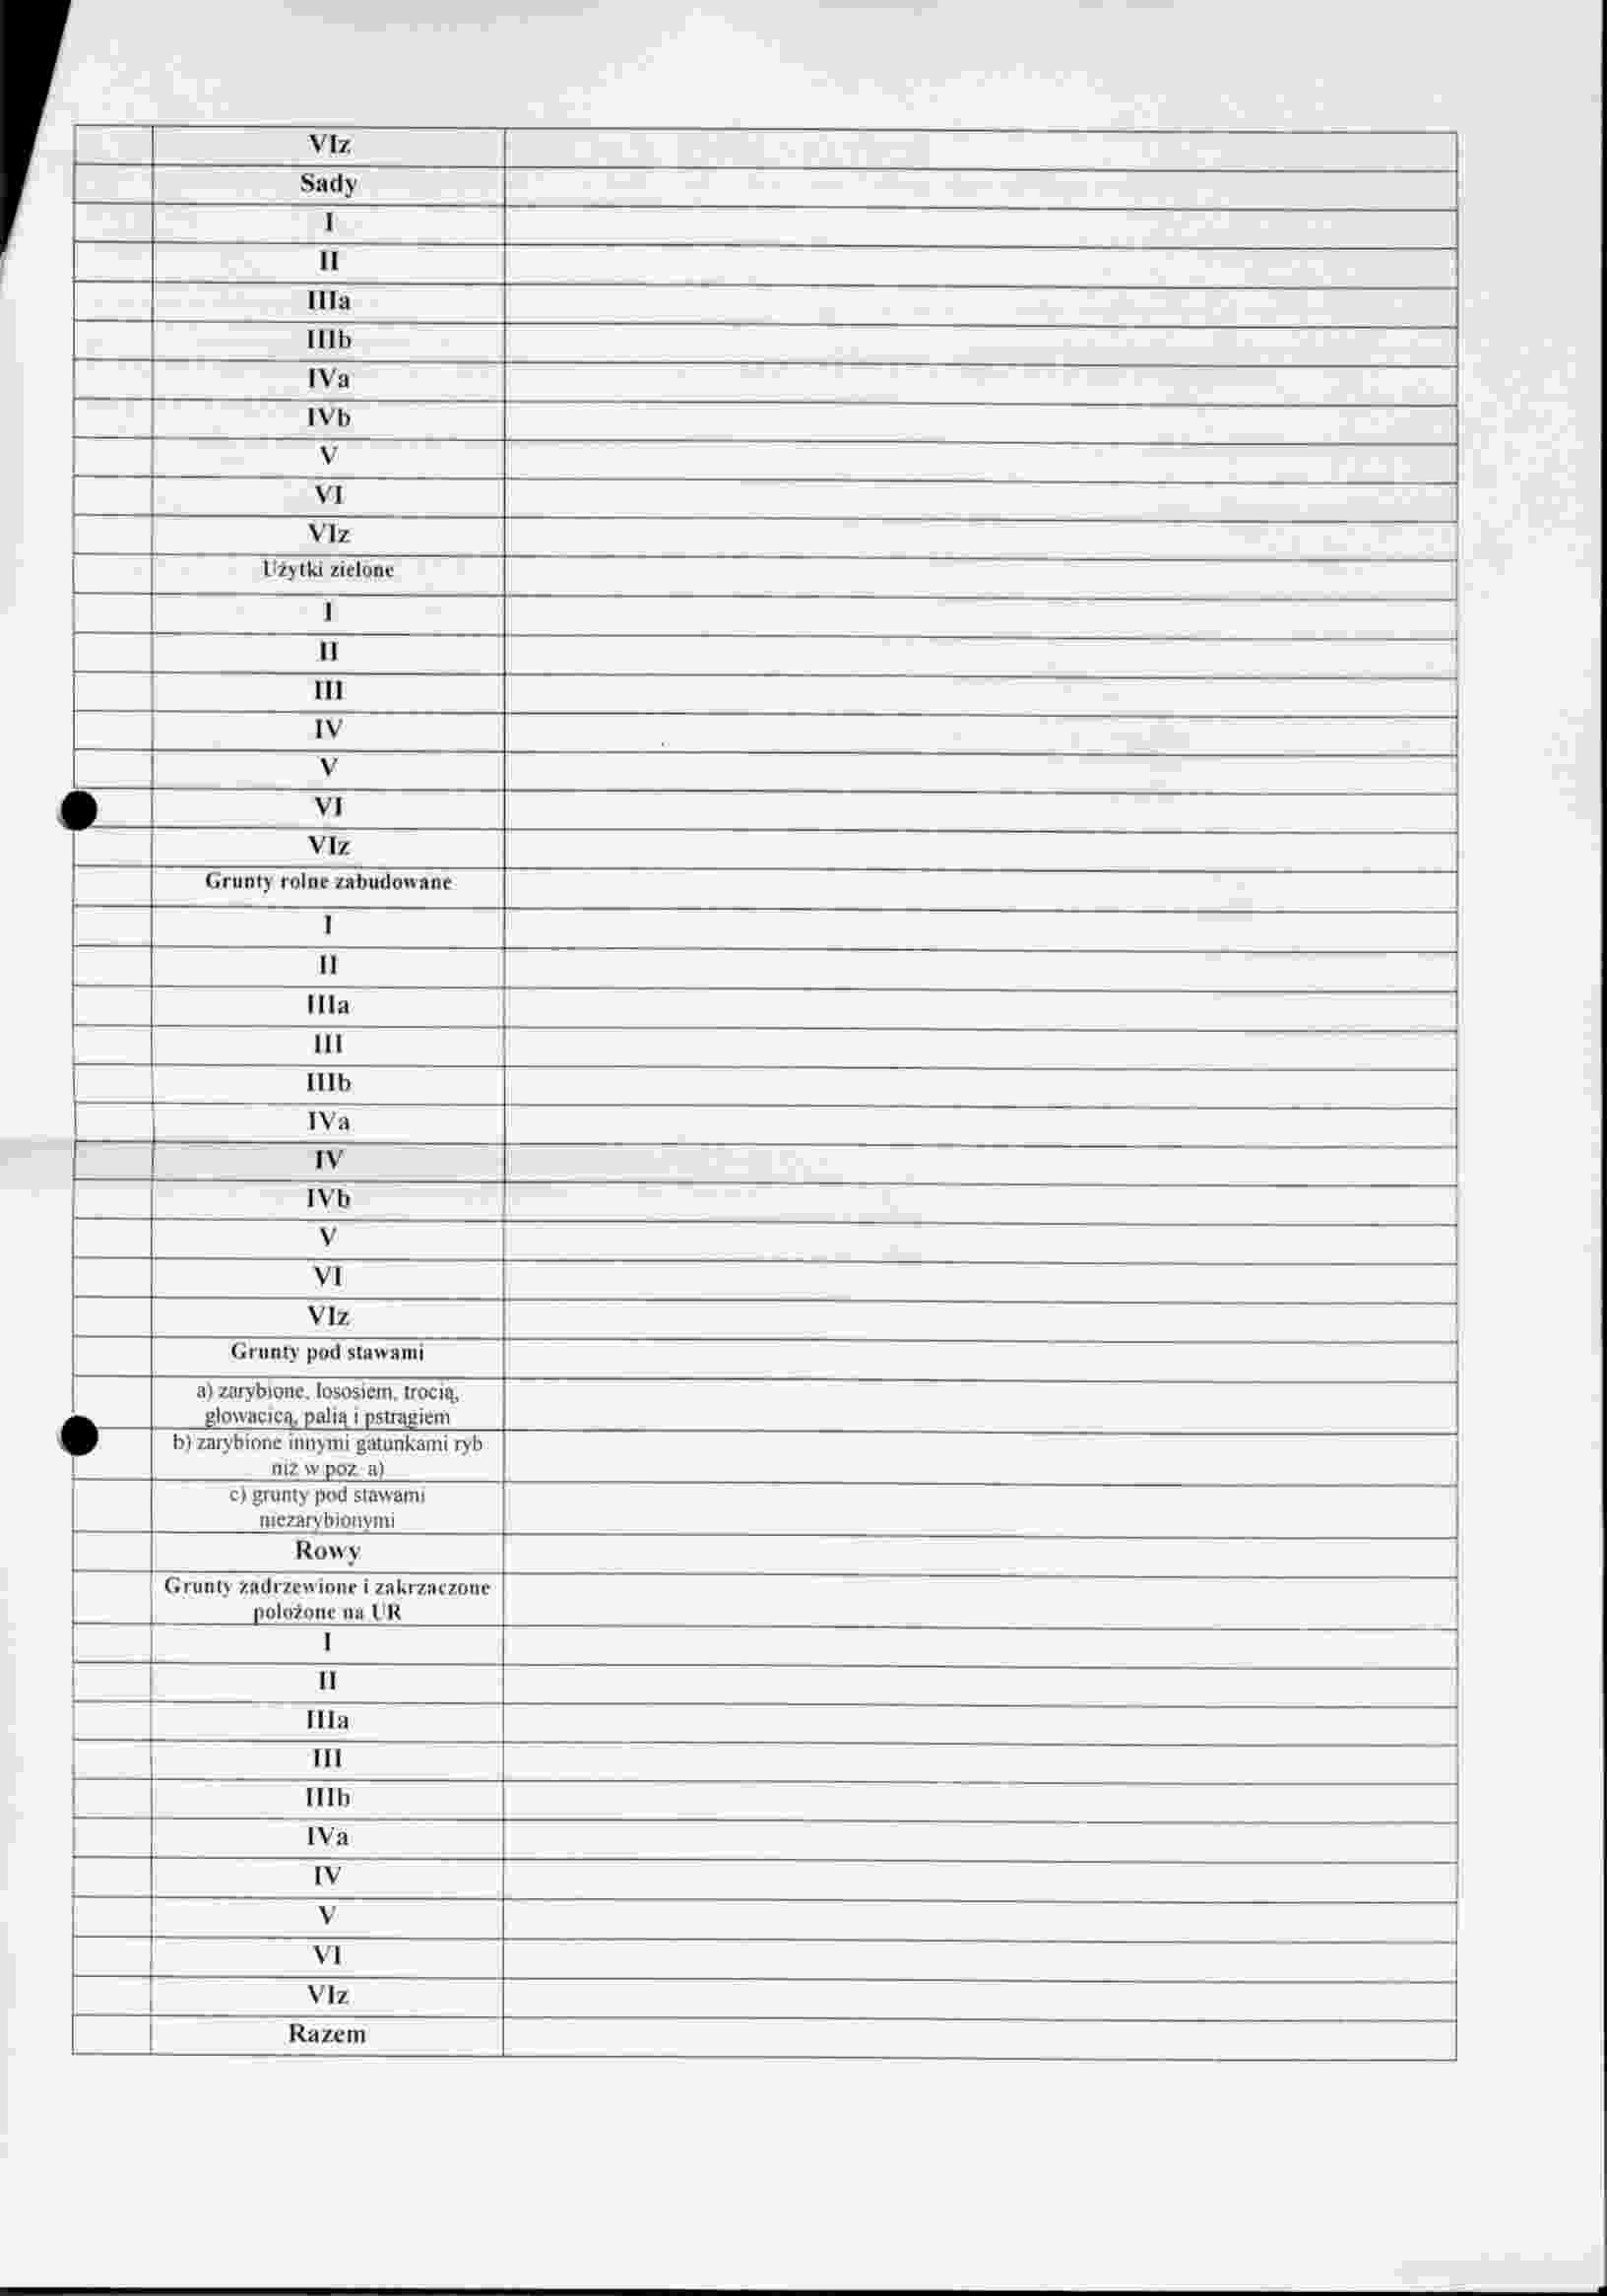 VIz
Sady
I
II
IIIa
IIIb
IVa
IVb
V
VI
VIz
Użytki zielone
I
II
III
IV
V
VI
VIz
Grunty rolne zabudowane
I
II
IIIa
III
IIIb
IVa
IV
IVb
V
VI
VIz
Grunty pod stawami
a) zarybione, łososiem, trocią,
głowacicą, palią i pstrągiem
b) zarybione innymi gatunkami ryb
niż w poz. a)
c) grunty pod stawami
niezarybionymi
Rowy
Grunty zadrzewione i zakrzaczone
położone na UR
I
II
IIIa
III
IIIb
IVa
IV
V
VI
VIz
Razem